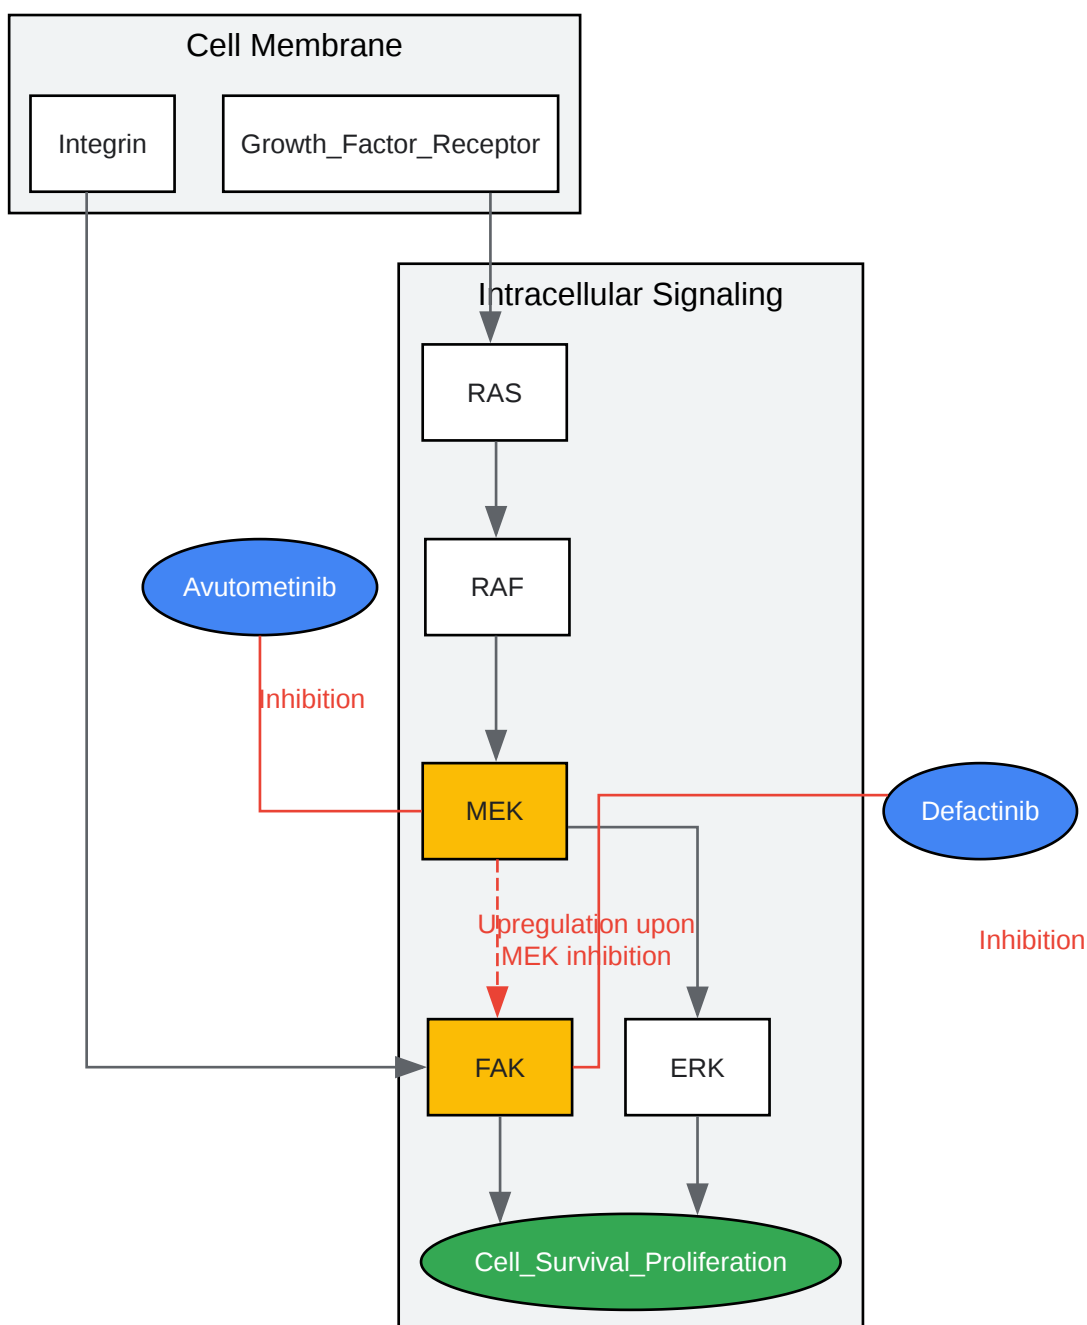 Cell Membrane
Integrin
Growth_Factor_Receptor
Intracellular Signaling
RAS
Avutometinib
RAF
Inhibition
MEK
Defactinib
Upregulation upon
MEK inhibition
Inhibition
FAK
ERK
Cell_Survival_Proliferation